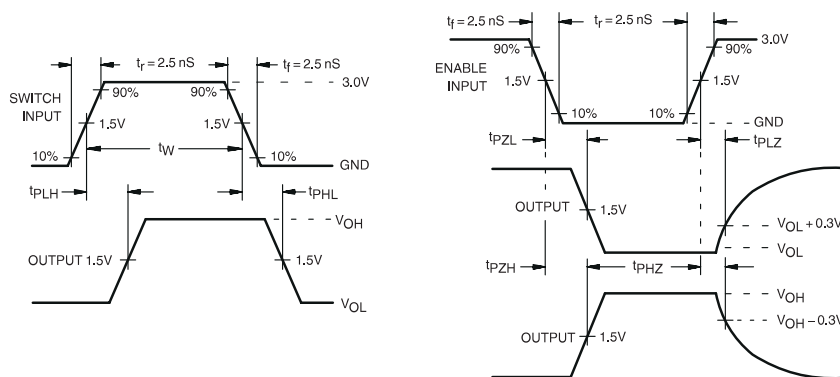 tr = 2.5 nS
tf = 2.5 nS
3.0V
90%
90%
SWITCH
INPUT
1.5V
1.5V
tW
10%
10%
GND
tPLH
tPHL
VOH
OUTPUT
1.5V
1.5V
VOL
tf = 2.5 nS
tr = 2.5 nS
3.0V
90%
90%
ENABLE
INPUT
1.5V
1.5V
10%
10%
GND
tPZL
tPLZ
OUTPUT
1.5V
VOL + 0.3V
VOL
tPZH
tPHZ
VOH
VOH – 0.3V
OUTPUT
1.5V